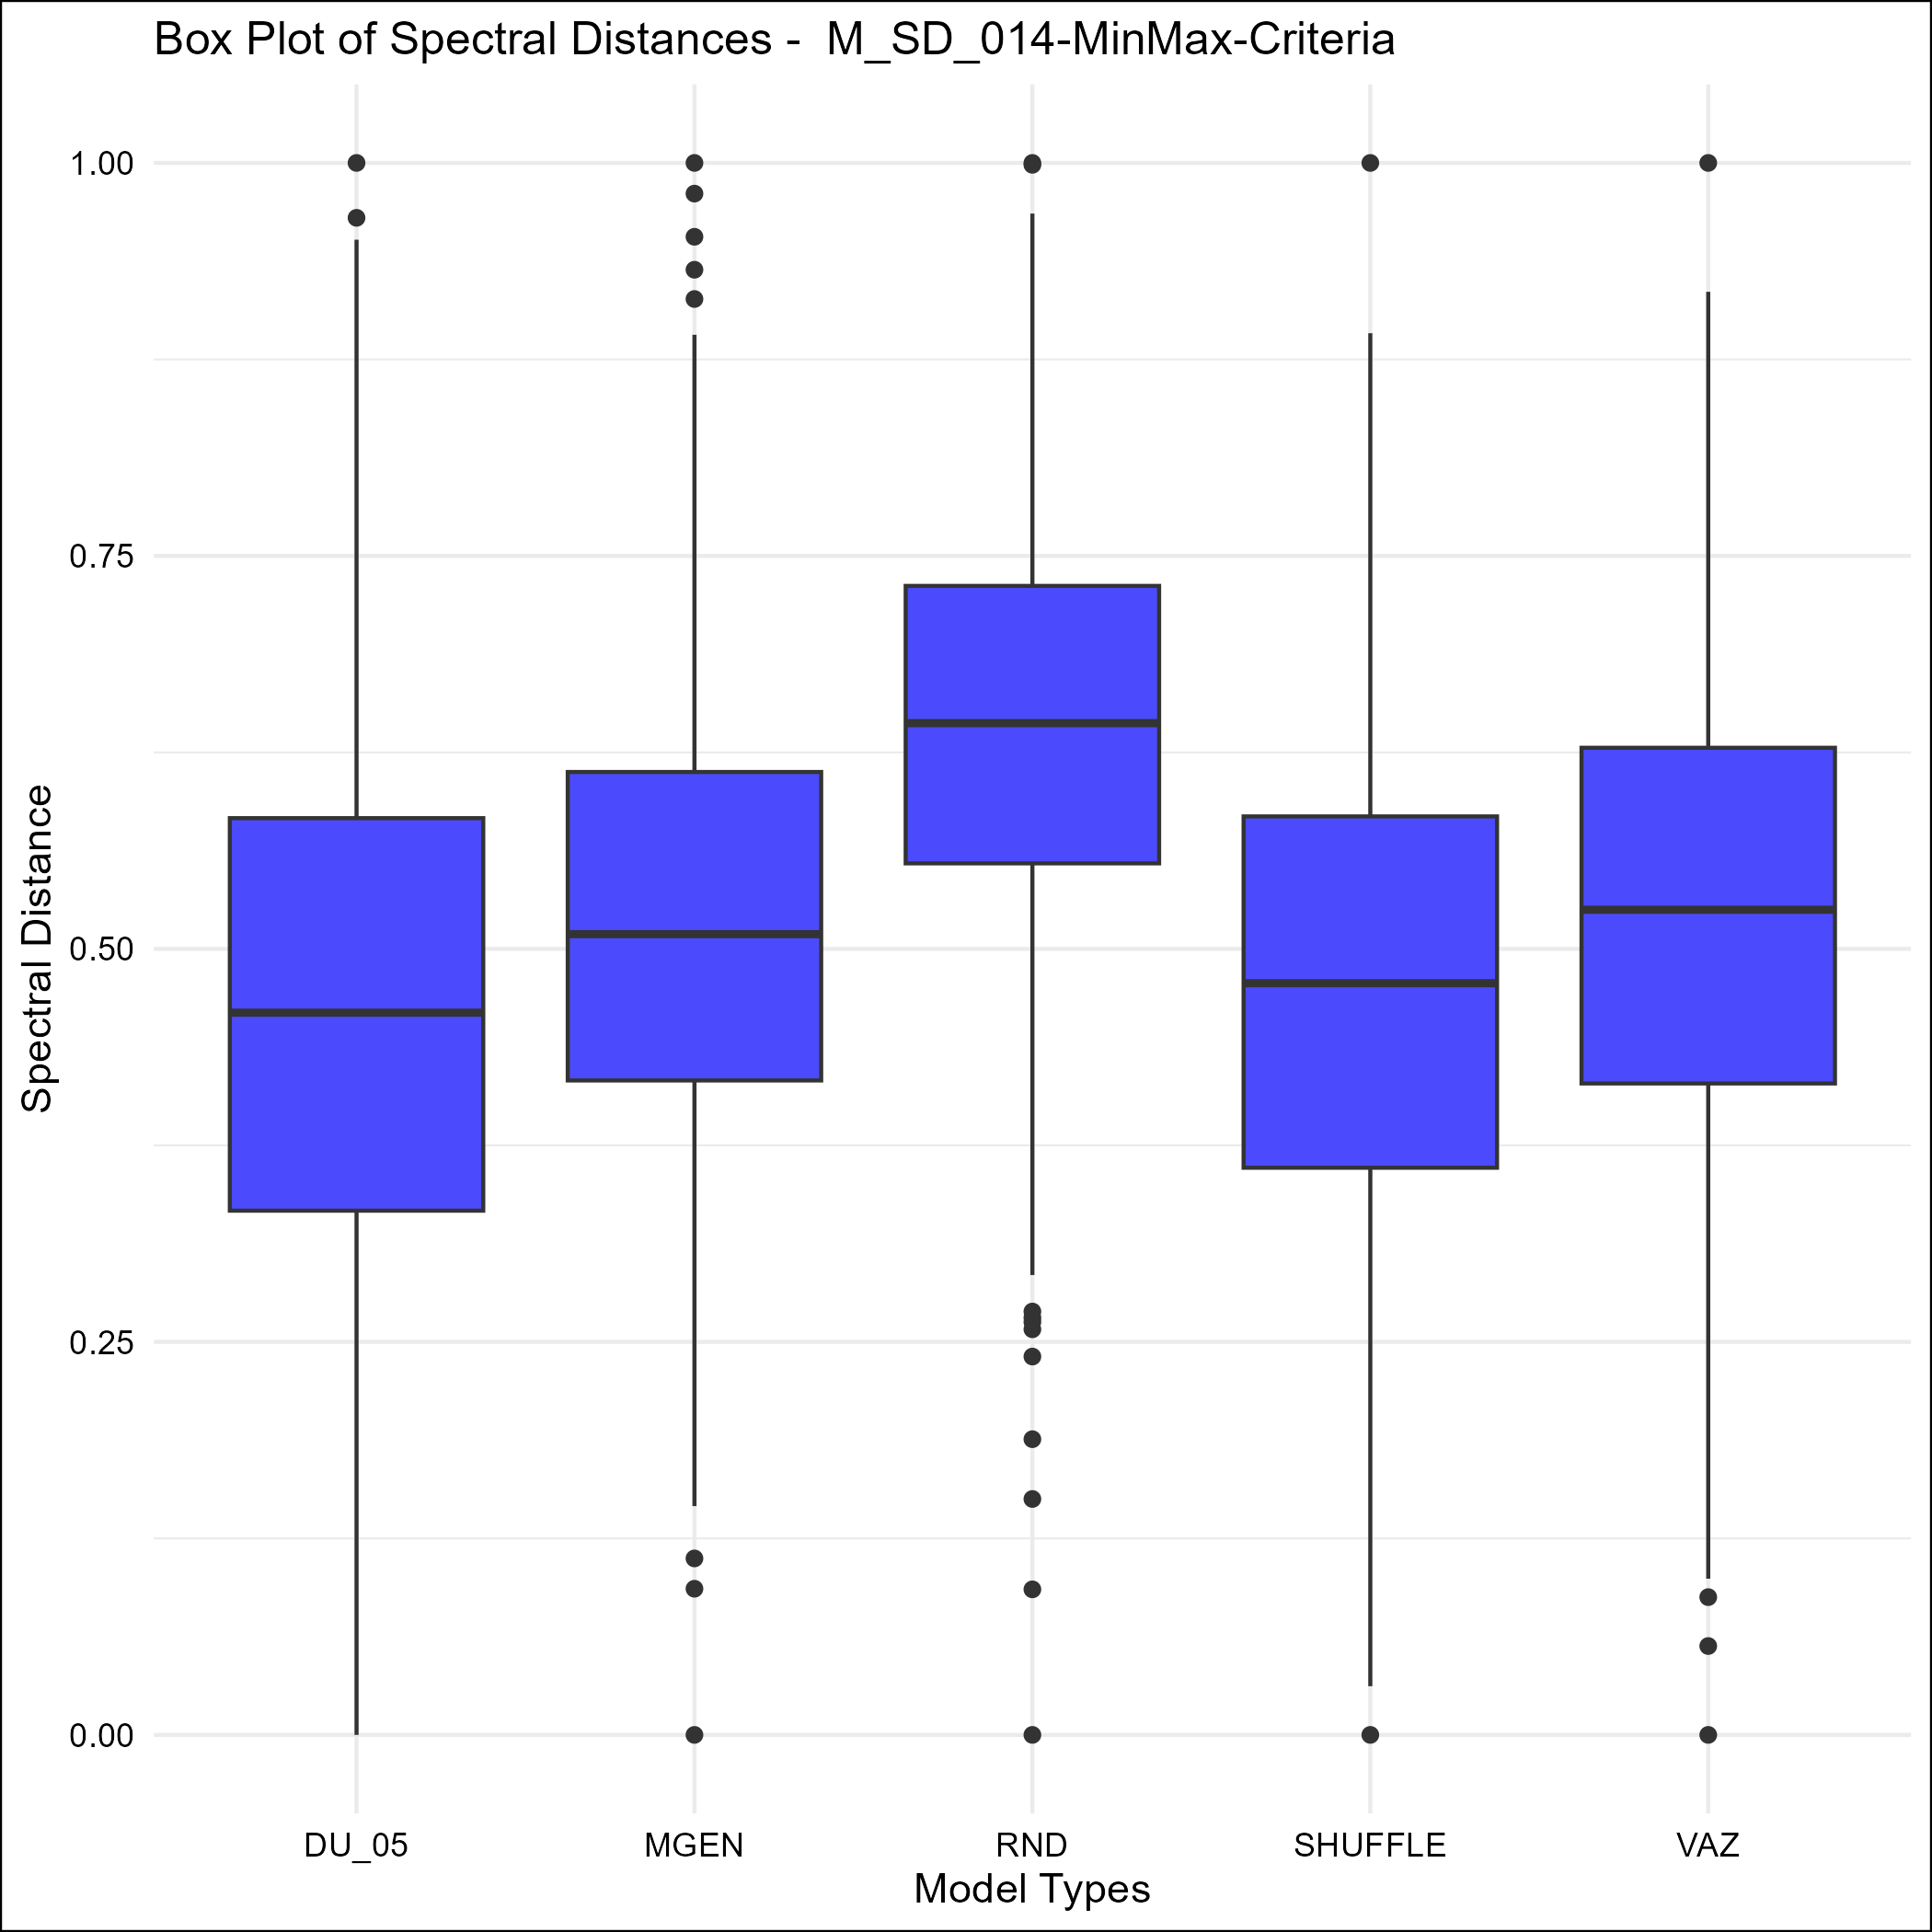 Box Plot of Spectral Distances -  M_SD_014-MinMax-Criteria
Spectral Distance
1.00
0.75
0.50
0.25
0.00
DU_05 MGEN RND SHUFFLE VAZ
Model Types